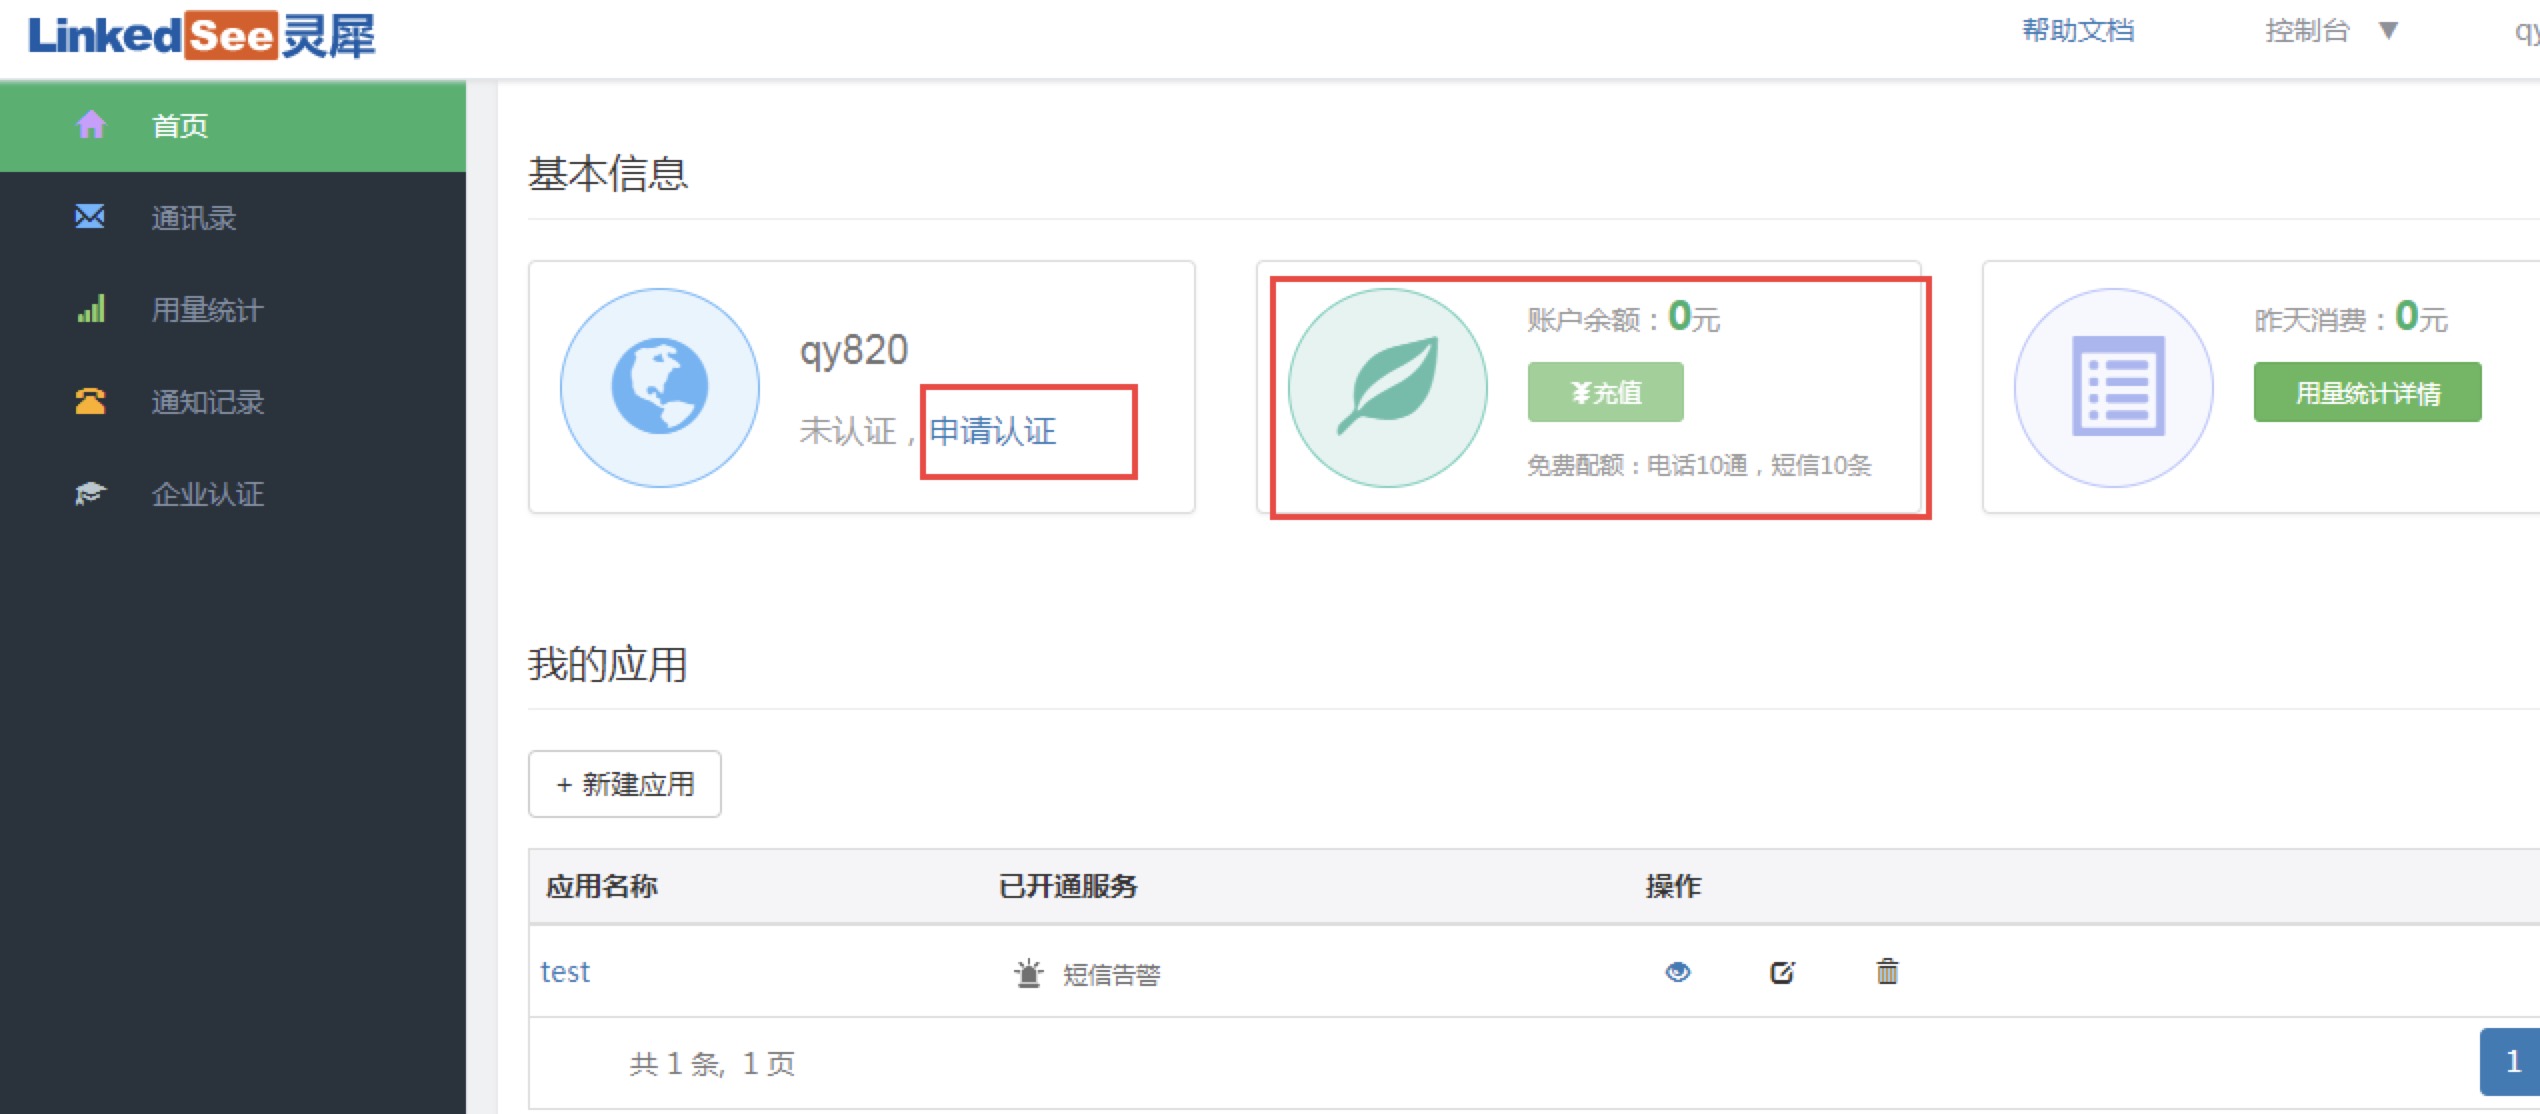 LinkedSee灵犀
帮助文档
控制台 ▼
qy
首页
通讯录
用量统计
通知记录
企业认证
基本信息
qy820
未认证，申请认证
账户余额：0元
¥充值
免费配额：电话10通，短信10条
昨天消费：0元
用量统计详情
我的应用
+ 新建应用
应用名称 已开通服务 操作
test 短信告警
共 1 条, 1 页
1